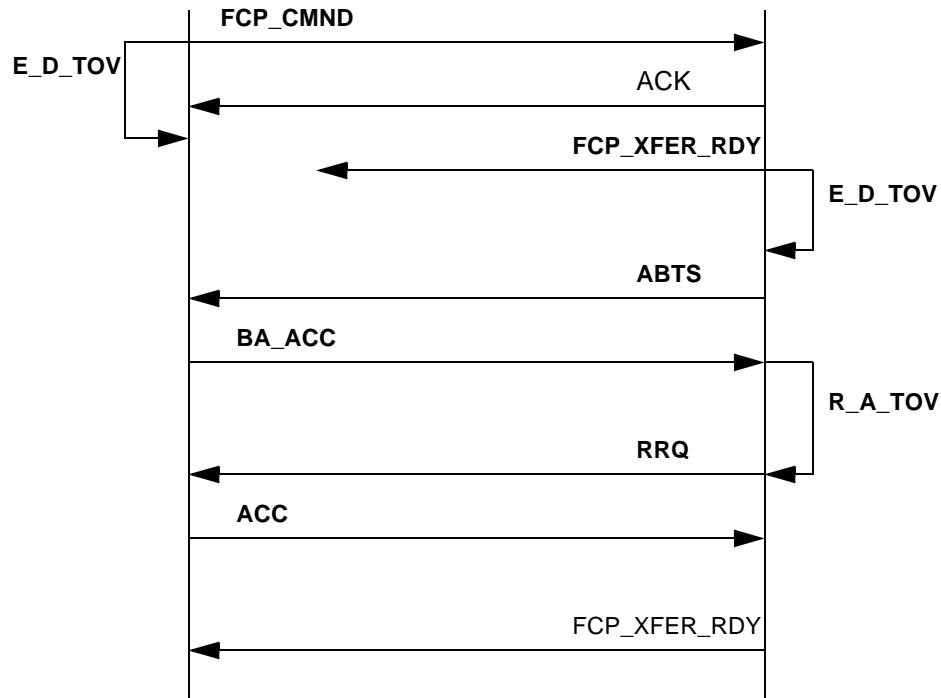 FCP_CMND
E_D_TOV
ACK
FCP_XFER_RDY
E_D_TOV
ABTS
BA_ACC
R_A_TOV
RRQ
ACC
FCP_XFER_RDY